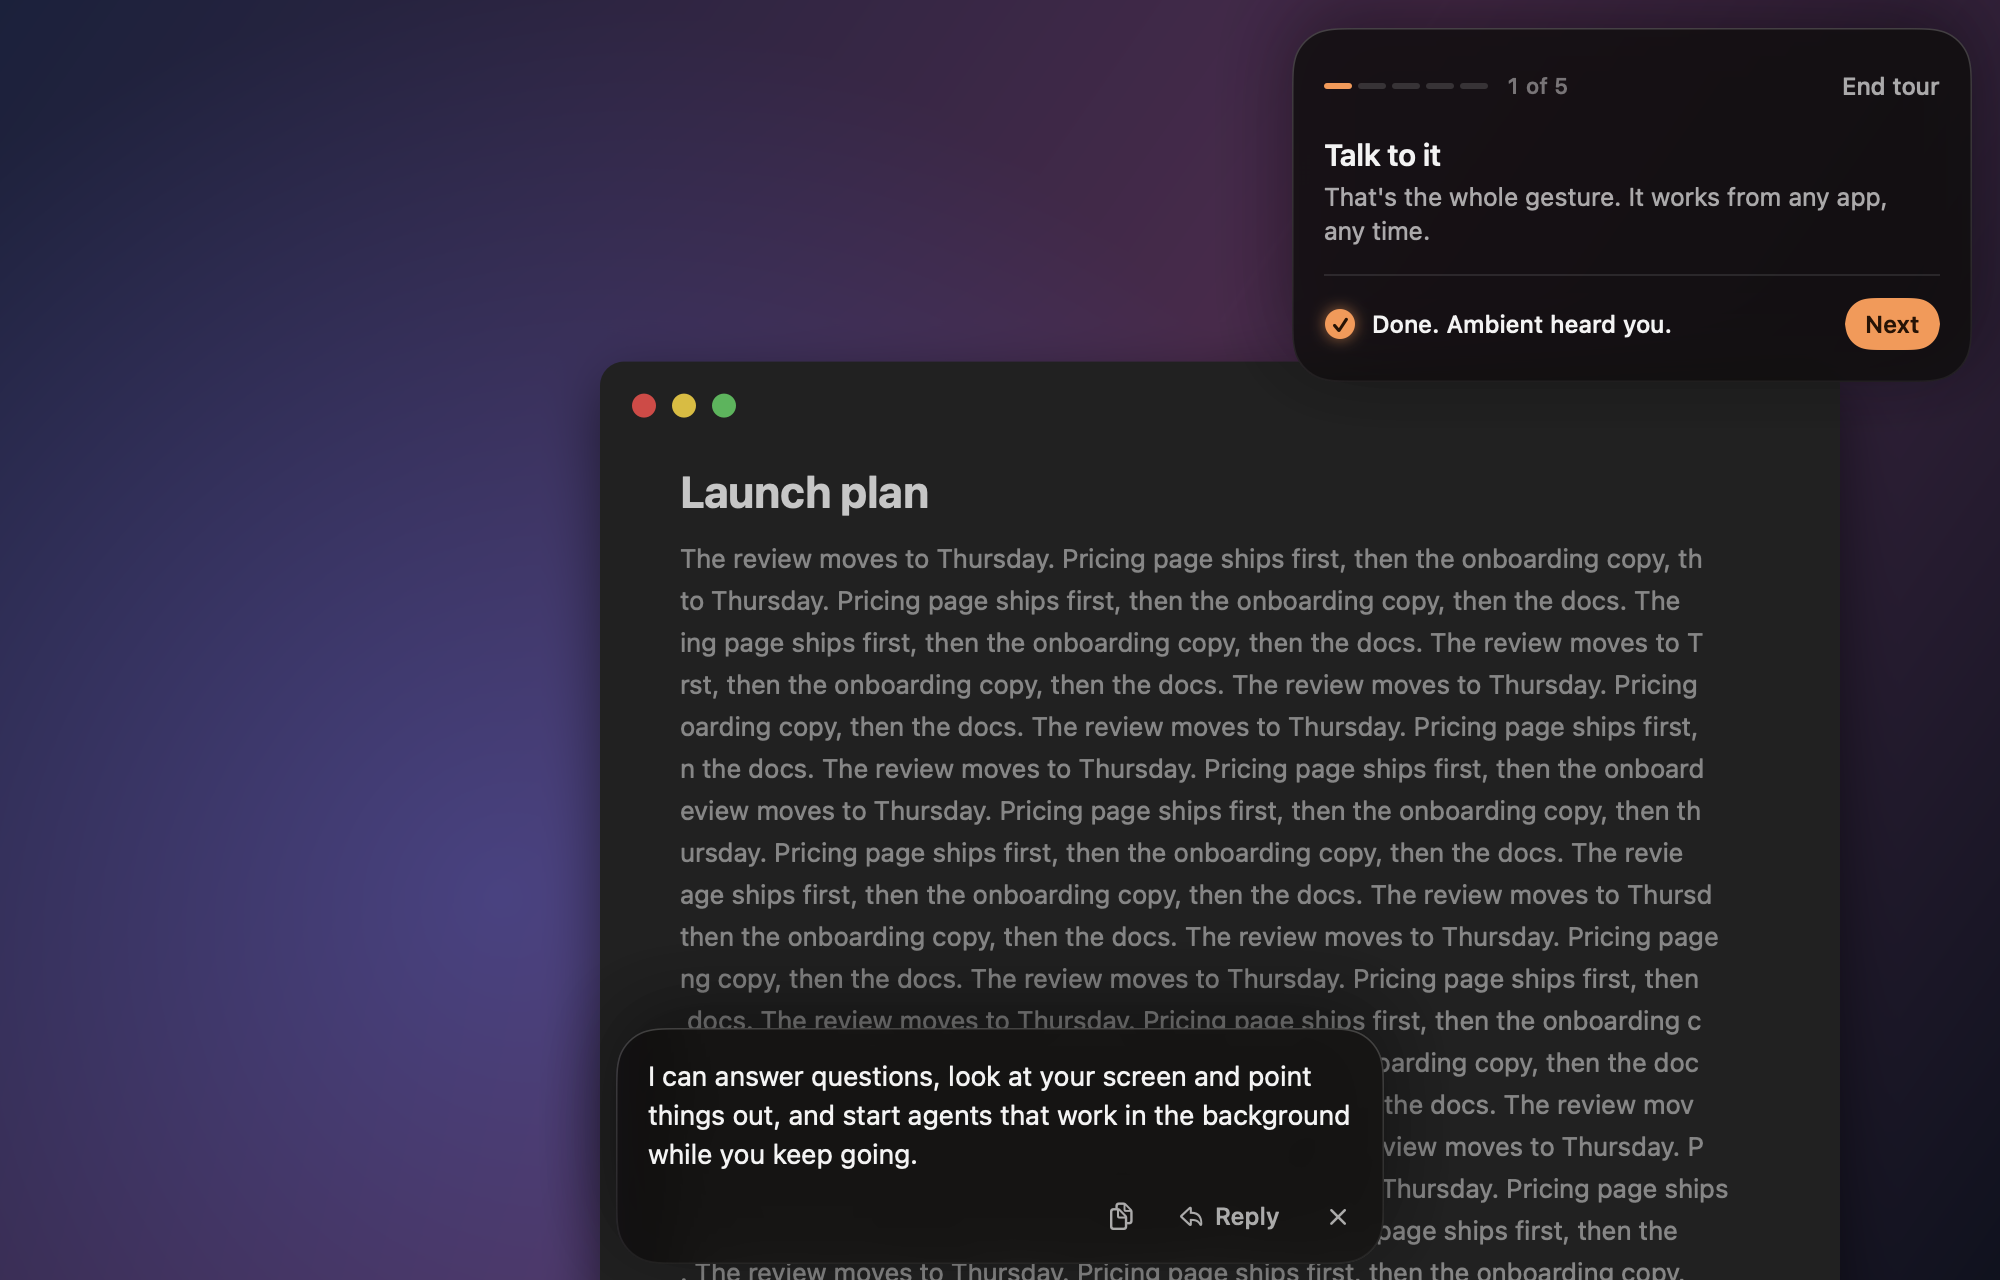 1 of 5
End tour
Talk to it
That's the whole gesture. It works from any app,
any time.
Done. Ambient heard you.
Next
Launch plan
The review moves to Thursday. Pricing page ships first, then the onboarding copy, th
to Thursday. Pricing page ships first, then the onboarding copy, then the docs. The
ing page ships first, then the onboarding copy, then the docs. The review moves to T
rst, then the onboarding copy, then the docs. The review moves to Thursday. Pricing
oarding copy, then the docs. The review moves to Thursday. Pricing page ships first,
n the docs. The review moves to Thursday. Pricing page ships first, then the onboard
eview moves to Thursday. Pricing page ships first, then the onboarding copy, then th
ursday. Pricing page ships first, then the onboarding copy, then the docs. The revie
age ships first, then the onboarding copy, then the docs. The review moves to Thursd
then the onboarding copy, then the docs. The review moves to Thursday. Pricing page
ng copy, then the docs. The review moves to Thursday. Pricing page ships first, then
docs. The review moves to Thursday. Pricing page ships first, then the onboarding c
oarding copy, then the doc
the docs. The review mov
view moves to Thursday. P
Thursday. Pricing page ships
page ships first, then the
. The review moves to Thursday. Pricing page ships first, then the onboarding copy,
I can answer questions, look at your screen and point
things out, and start agents that work in the background
while you keep going.
Reply